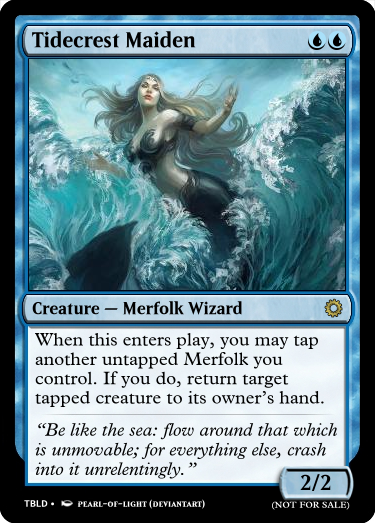 Tidecrest Maiden
Creature — Merfolk Wizard
When this enters play, you may tap
another untapped Merfolk you
control. If you do, return target
tapped creature to its owner's hand.
“Be like the sea: flow around that which
is unmovable; for everything else, crash
into it unrelentingly.”
2/2
TBLD • PEARL-OF-LIGHT (DEVIANTART)
(NOT FOR SALE)